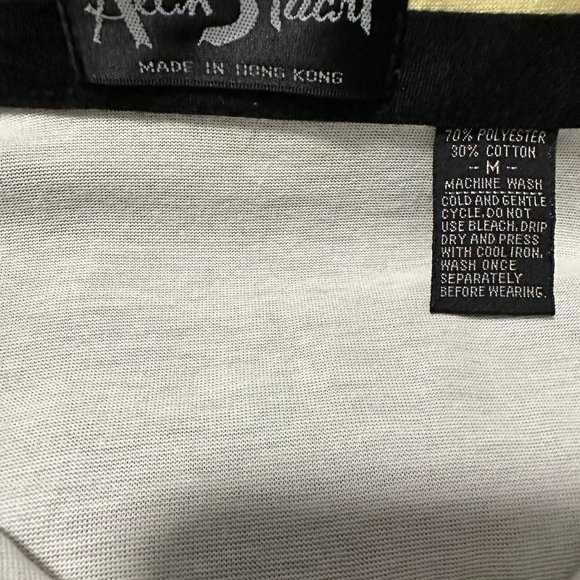 MADE IN HONG KONG
70% POLYESTER
30% COTTON
- M -
MACHINE WASH
COLD AND GENTLE
CYCLE. DO NOT
USE BLEACH. DRIP
DRY AND PRESS
WITH COOL IRON.
WASH ONCE
SEPARATELY
BEFORE WEARING.